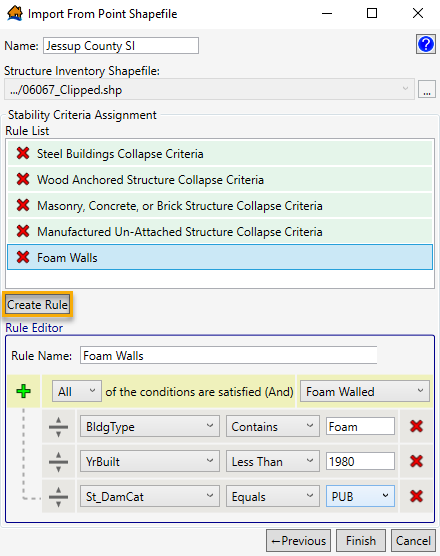 Import From Point Shapefile
Name: Jessup County SI
?
Structure Inventory Shapefile:
.../06067_Clipped.shp
...
Stability Criteria Assignment
Rule List
Steel Buildings Collapse Criteria
Wood Anchored Structure Collapse Criteria
Masonry, Concrete, or Brick Structure Collapse Criteria
Manufactured Un-Attached Structure Collapse Criteria
Foam Walls
Create Rule
Rule Editor
Rule Name: Foam Walls
All of the conditions are satisfied (And) Foam Walled
BldgType Contains Foam
YrBuilt Less Than 1980
St_DamCat Equals PUB
←Previous Finish Cancel